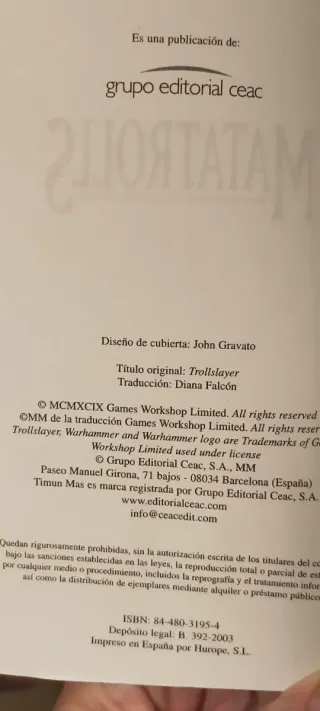 Es una publicación de:
grupo editorial ceac
MATATROLLS
Diseño de cubierta: John Gravato
Título original: Trollslayer
Traducción: Diana Falcón
© MCMXCIX Games Workshop Limited. All rights reserved
©MM de la traducción Games Workshop Limited. All rights reser
Trollslayer, Warhammer and Warhammer logo are Trademarks of G
Workshop Limited used under license
© Grupo Editorial Ceac, S.A., MM
Paseo Manuel Girona, 71 bajos - 08034 Barcelona (España)
Timun Mas es marca registrada por Grupo Editorial Ceac, S.A.
www.editorialceac.com
info@ceacedit.com
Quedan rigurosamente prohibidas, sin la autorización escrita de los titulares del co
bajo las sanciones establecidas en las leyes, la reproducción total o parcial de est
por cualquier medio o procedimiento, incluidos la reprografía y el tratamiento infor
así como la distribución de ejemplares mediante alquiler o préstamo público
ISBN: 84-480-3195-4
Depósito legal: B. 392-2003
Impreso en España por Hurope, S.L.